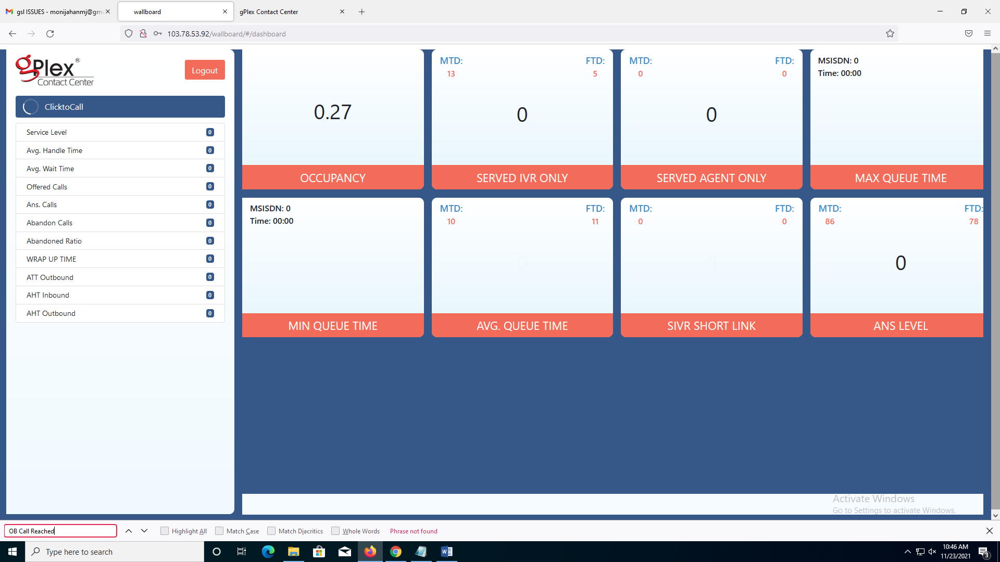 gsl ISSUES - monijahanmj@gm
wallboard
gPlex Contact Center
103.78.53.92/wallboard/#/dashboard
gPlex®
Contact Center
Logout
ClicktoCall
Service Level 0
Avg. Handle Time 0
Avg. Wait Time 0
Offered Calls 0
Ans. Calls 0
Abandon Calls 0
Abandoned Ratio 0
WRAP UP TIME 0
ATT Outbound 0
AHT Inbound 0
AHT Outbound 0
0.27
OCCUPANCY
MTD: FTD:
13 5
0
SERVED IVR ONLY
MTD: FTD:
0 0
0
SERVED AGENT ONLY
MSISDN: 0
Time: 00:00
MAX QUEUE TIME
MSISDN: 0
Time: 00:00
MIN QUEUE TIME
MTD: FTD:
10 11
0
AVG. QUEUE TIME
MTD: FTD:
0 0
0
SIVR SHORT LINK
MTD: FTD:
86 78
0
ANS LEVEL
Activate Windows
Go to Settings to activate Windows.
OB Call Reached
Highlight All
Match Case
Match Diacritics
Whole Words
Phrase not found
Type here to search
10:46 AM
11/23/2021
3